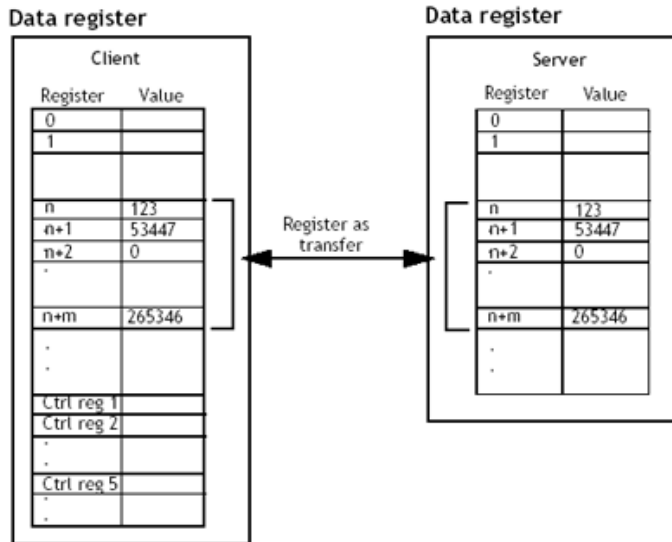 Data register
Client
Register Value
0
1
n 123
n+1 53447
n+2 0
.
n+m 265346
.
.
Ctrl reg 1
Ctrl reg 2
.
.
Ctrl reg 5
.
.
Register as
transfer
Data register
Server
Register Value
0
1
n 123
n+1 53447
n+2 0
.
n+m 265346
.
.